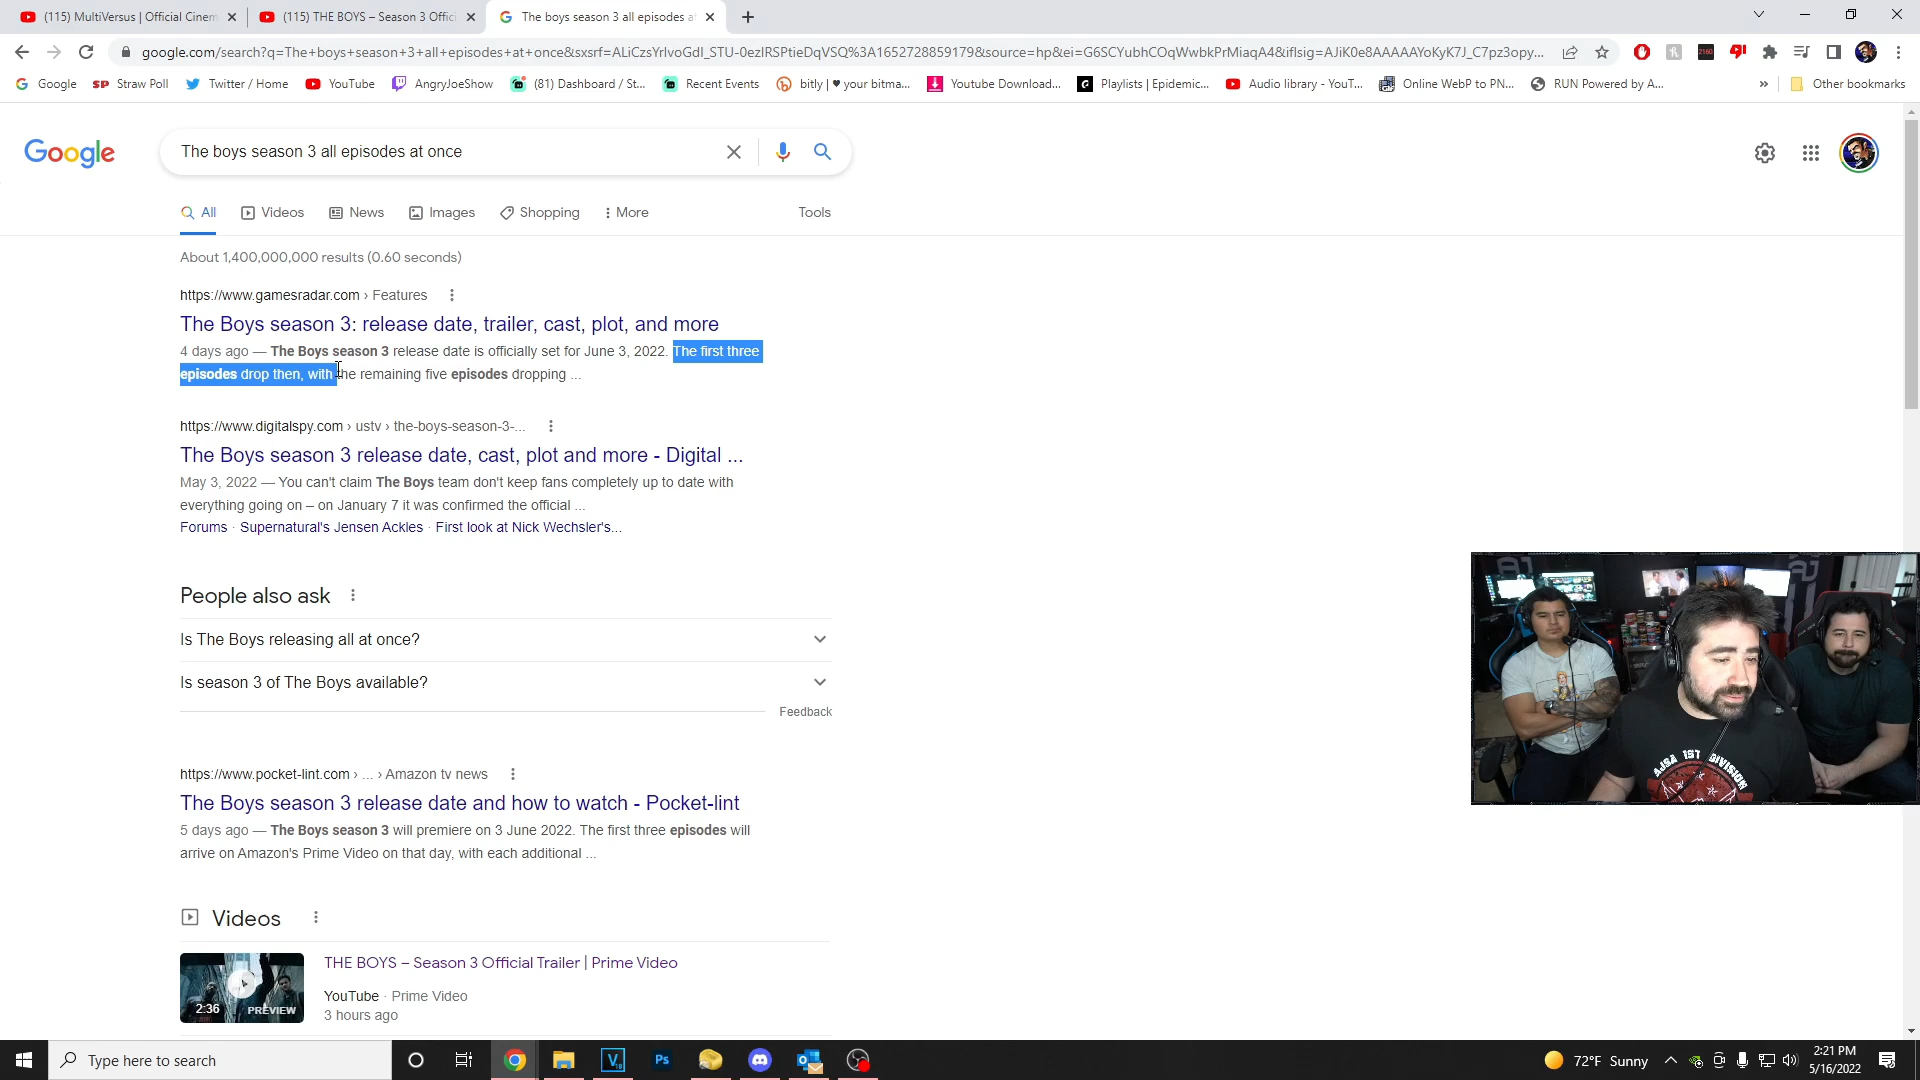 (115) MultiVersus | Official Cinem
(115) THE BOYS – Season 3 Offici
The boys season 3 all episodes at
google.com/search?q=The+boys+season+3+all+episodes+at+once&sxsrf=ALiCzsYrlvoGdl_STU-0ezlRSPtieDqVSQ%3A1652728859179&source=hp&ei=G6SCYubhCOqWwbkPrMiaqA4&iflsig=AJiK0e8AAAAAYoKyK7J_C7pz3opy...
Google
SP Straw Poll
Twitter / Home
YouTube
AngryJoeShow
(81) Dashboard / St...
Recent Events
bitly | ♥ your bitma...
Youtube Download...
Playlists | Epidemic...
Audio library - YouT...
Online WebP to PN...
RUN Powered by A...
»
Other bookmarks
Google
The boys season 3 all episodes at once
All
Videos
News
Images
Shopping
More
Tools
About 1,400,000,000 results (0.60 seconds)
https://www.gamesradar.com › Features
The Boys season 3: release date, trailer, cast, plot, and more
4 days ago — The Boys season 3 release date is officially set for June 3, 2022. The first three
episodes drop then, with the remaining five episodes dropping ...
https://www.digitalspy.com › ustv › the-boys-season-3-...
The Boys season 3 release date, cast, plot and more - Digital ...
May 3, 2022 — You can't claim The Boys team don't keep fans completely up to date with
everything going on – on January 7 it was confirmed the official ...
Forums · Supernatural's Jensen Ackles · First look at Nick Wechsler's...
People also ask
Is The Boys releasing all at once?
Is season 3 of The Boys available?
Feedback
https://www.pocket-lint.com › ... › Amazon tv news
The Boys season 3 release date and how to watch - Pocket-lint
5 days ago — The Boys season 3 will premiere on 3 June 2022. The first three episodes will
arrive on Amazon's Prime Video on that day, with each additional ...
Videos
2:36
PREVIEW
THE BOYS – Season 3 Official Trailer | Prime Video
YouTube · Prime Video
3 hours ago
AJSA 1ST DIVISION
Type here to search
Ps
72°F Sunny
2:21 PM
5/16/2022